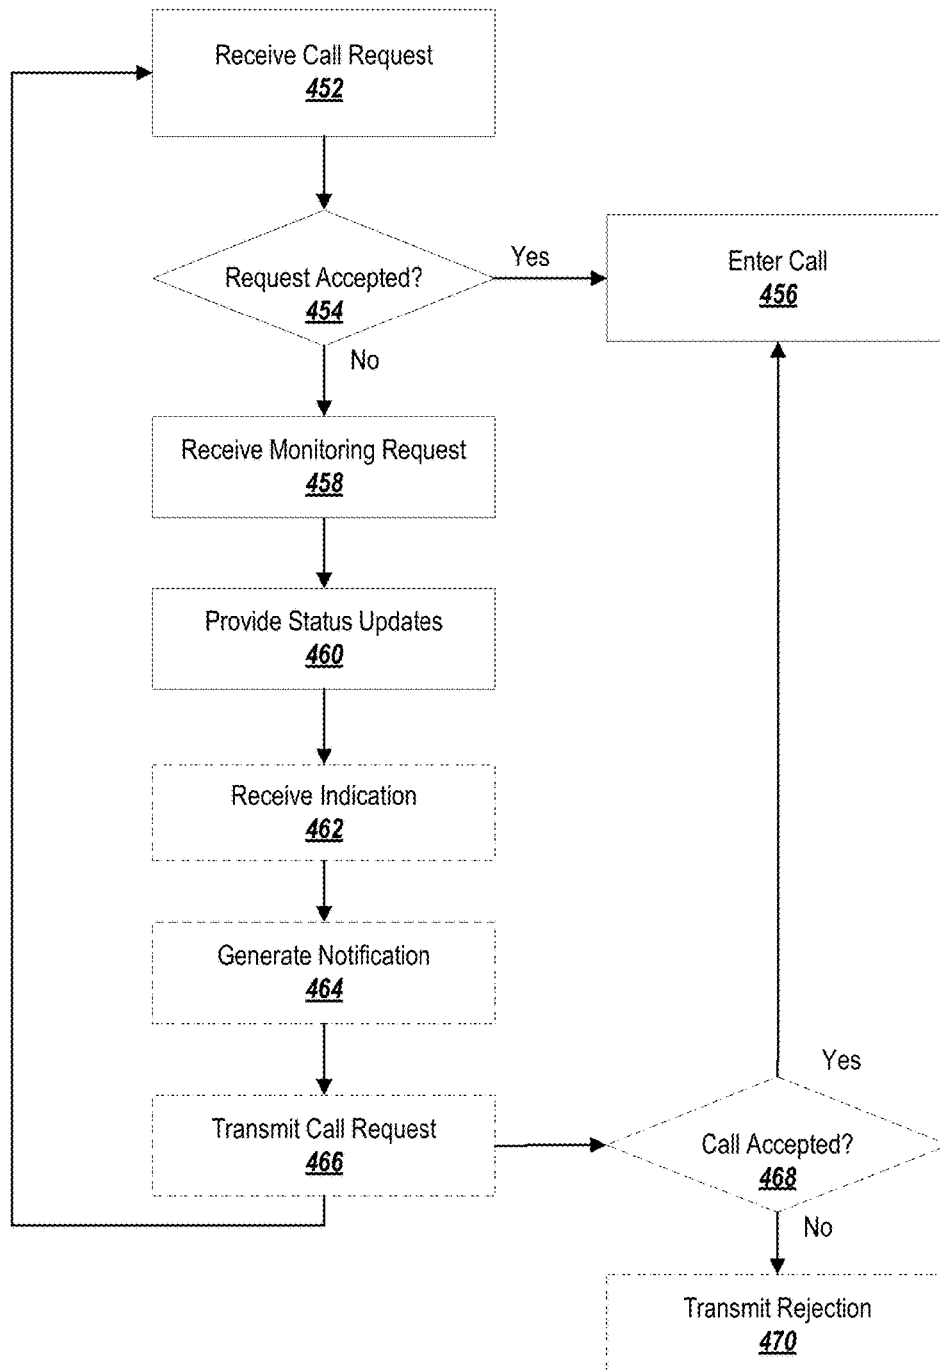 Receive Call Request
452
Request Accepted?
454
Yes
Enter Call
456
No
Receive Monitoring Request
458
Provide Status Updates
460
Receive Indication
462
Generate Notification
464
Transmit Call Request
466
Yes
Call Accepted?
468
No
Transmit Rejection
470